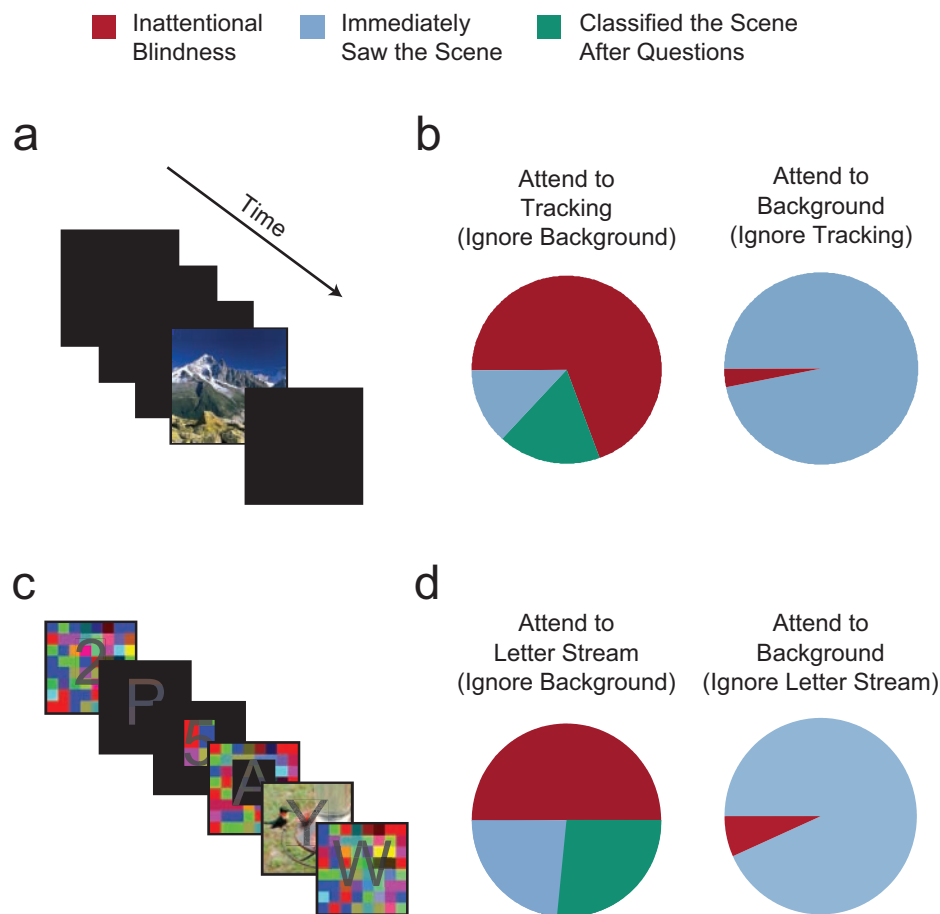 Inattentional
Blindness
Immediately
Saw the Scene
Classified the Scene
After Questions
a
Time
b
Attend to
Tracking
(Ignore Background)
Attend to
Background
(Ignore Tracking)
c
2
P
5
A
Y
W
d
Attend to
Letter Stream
(Ignore Background)
Attend to
Background
(Ignore Letter Stream)